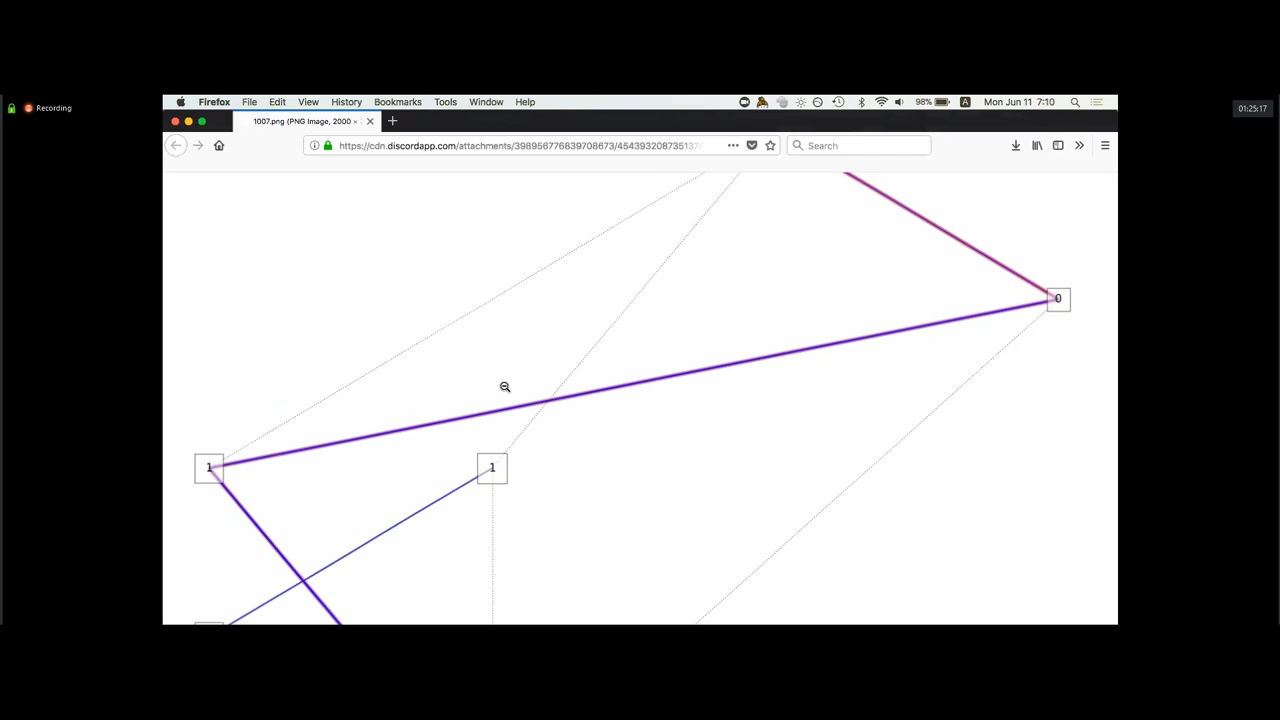 Recording
01:25:17
Firefox File Edit View History Bookmarks Tools Window Help
98% A Mon Jun 11 7:10
1007.png (PNG Image, 2000 ×
https://cdn.discordapp.com/attachments/398956776839708673/454393208735137
Search
0
1 1